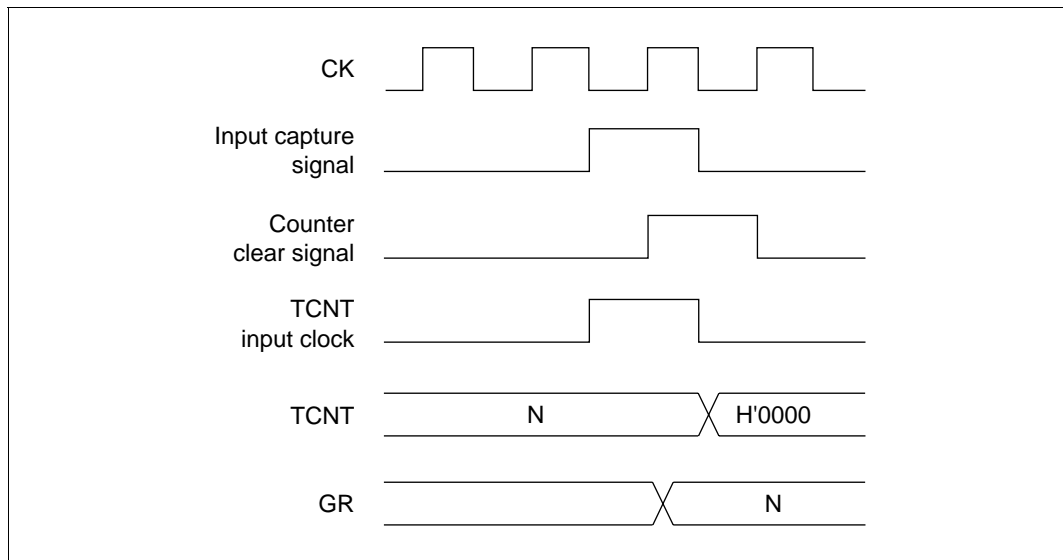 CK
Input capture
signal
Counter
clear signal
TCNT
input clock
TCNT
N
H'0000
GR
N